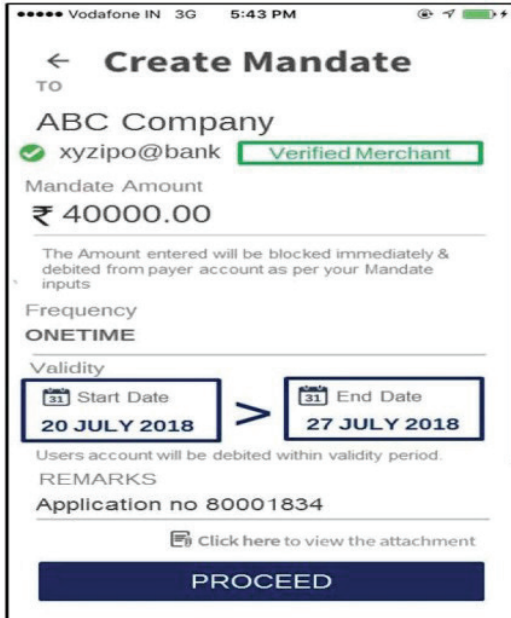 Vodafone IN 3G 5:43 PM
← Create Mandate
TO
ABC Company
xyzipo@bank Verified Merchant
Mandate Amount
₹ 40000.00
The Amount entered will be blocked immediately &
debited from payer account as per your Mandate
inputs
Frequency
ONETIME
Validity
31 Start Date > 31 End Date
20 JULY 2018 27 JULY 2018
Users account will be debited within validity period.
REMARKS
Application no 80001834
Click here to view the attachment
PROCEED